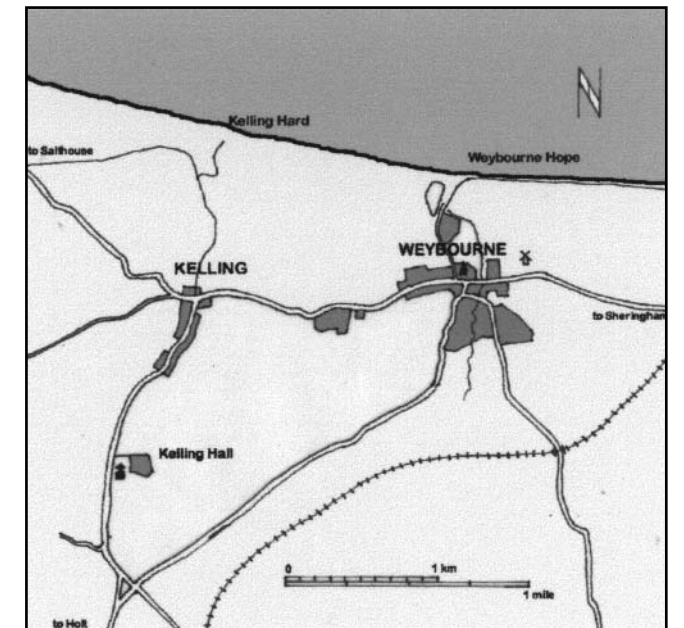 N
Kelling Hard
to Salthouse
Weybourne Hope
WEYBOURNE
KELLING
to Sheringham
Kelling Hall
0 1 km
1 mile
to Holt